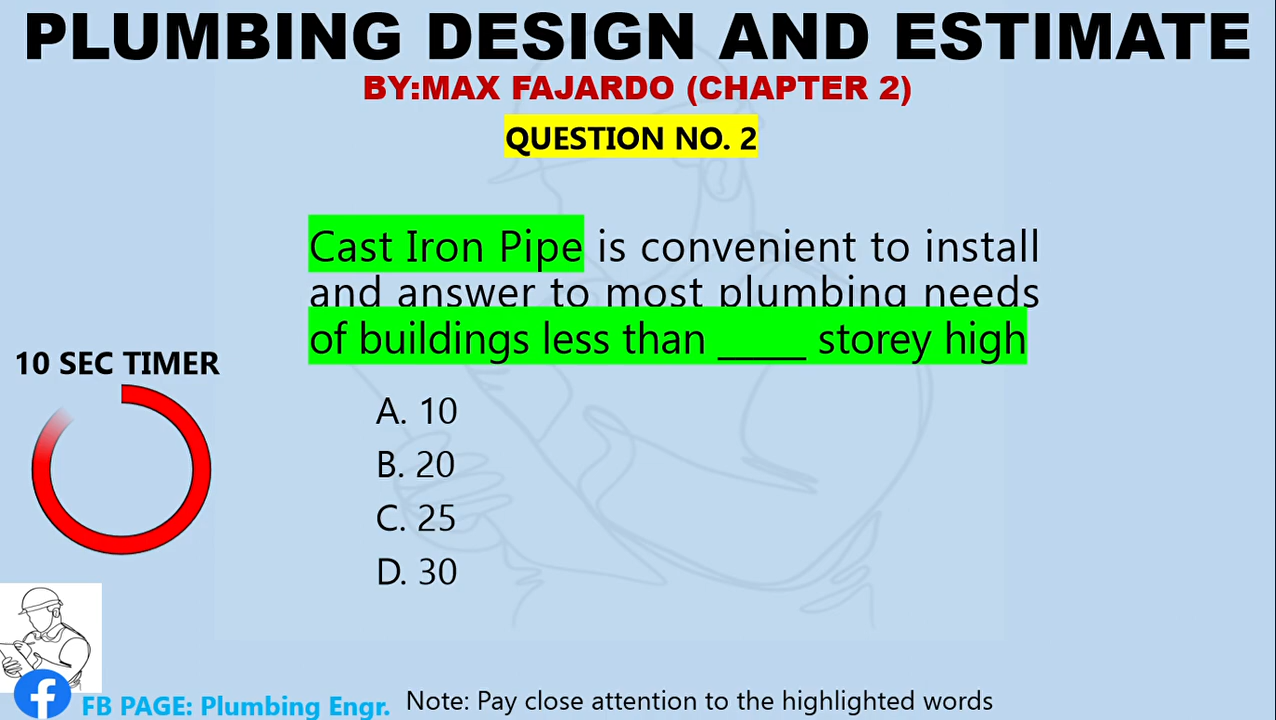 PLUMBING DESIGN AND ESTIMATE
BY:MAX FAJARDO (CHAPTER 2)
QUESTION NO. 2
Cast Iron Pipe is convenient to install
and answer to most plumbing needs
of buildings less than _____ storey high
10 SEC TIMER
A. 10
B. 20
C. 25
D. 30
FB PAGE: Plumbing Engr.
Note: Pay close attention to the highlighted words